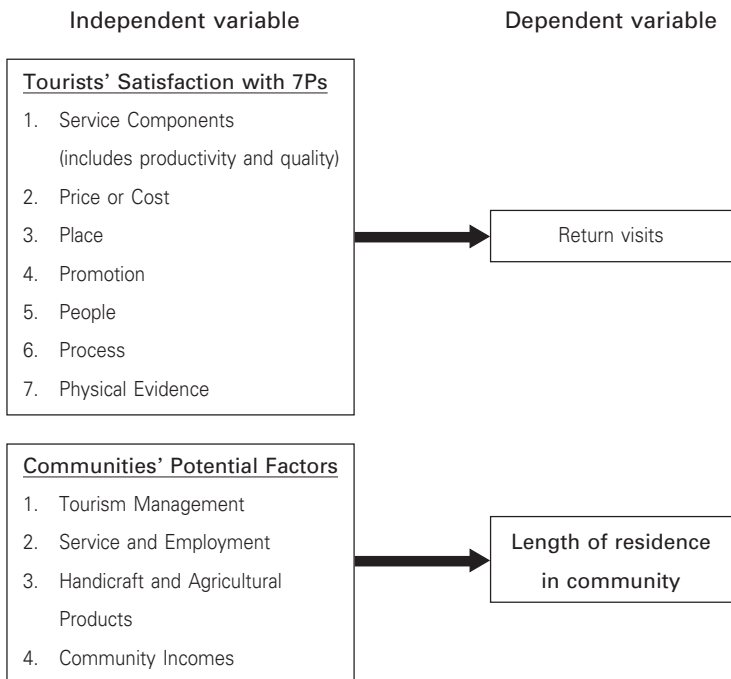 Independent variable
Dependent variable
Tourists’ Satisfaction with 7Ps
1. Service Components
(includes productivity and quality)
2. Price or Cost
3. Place
4. Promotion
5. People
6. Process
7. Physical Evidence
Return visits
Communities’ Potential Factors
1. Tourism Management
2. Service and Employment
3. Handicraft and Agricultural
Products
4. Community Incomes
Length of residence
in community